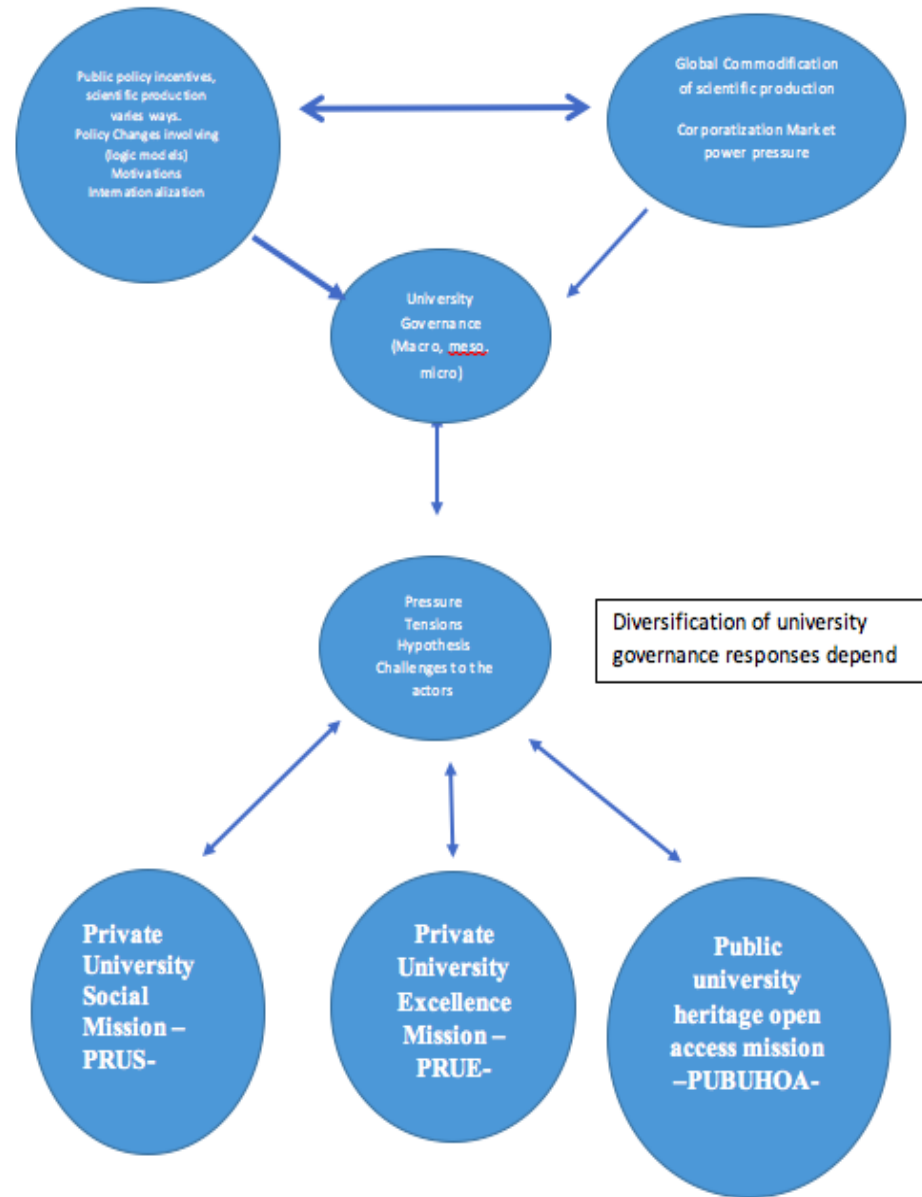 Public policy incentives,
scientific production
varies ways.
Policy Changes involving
(logic models)
Motivations
Internationalization
Global Commodification
of scientific production
Corporatization Market
power pressure
University
Governance
(Macro, meso,
micro)
Pressure
Tensions
Hypothesis
Challenges to the
actors
Diversification of university
governance responses depend
Private
University
Social
Mission –
PRUS-
Private
University
Excellence
Mission –
PRUE-
Public
university
heritage open
access mission
–PUBUHOA-